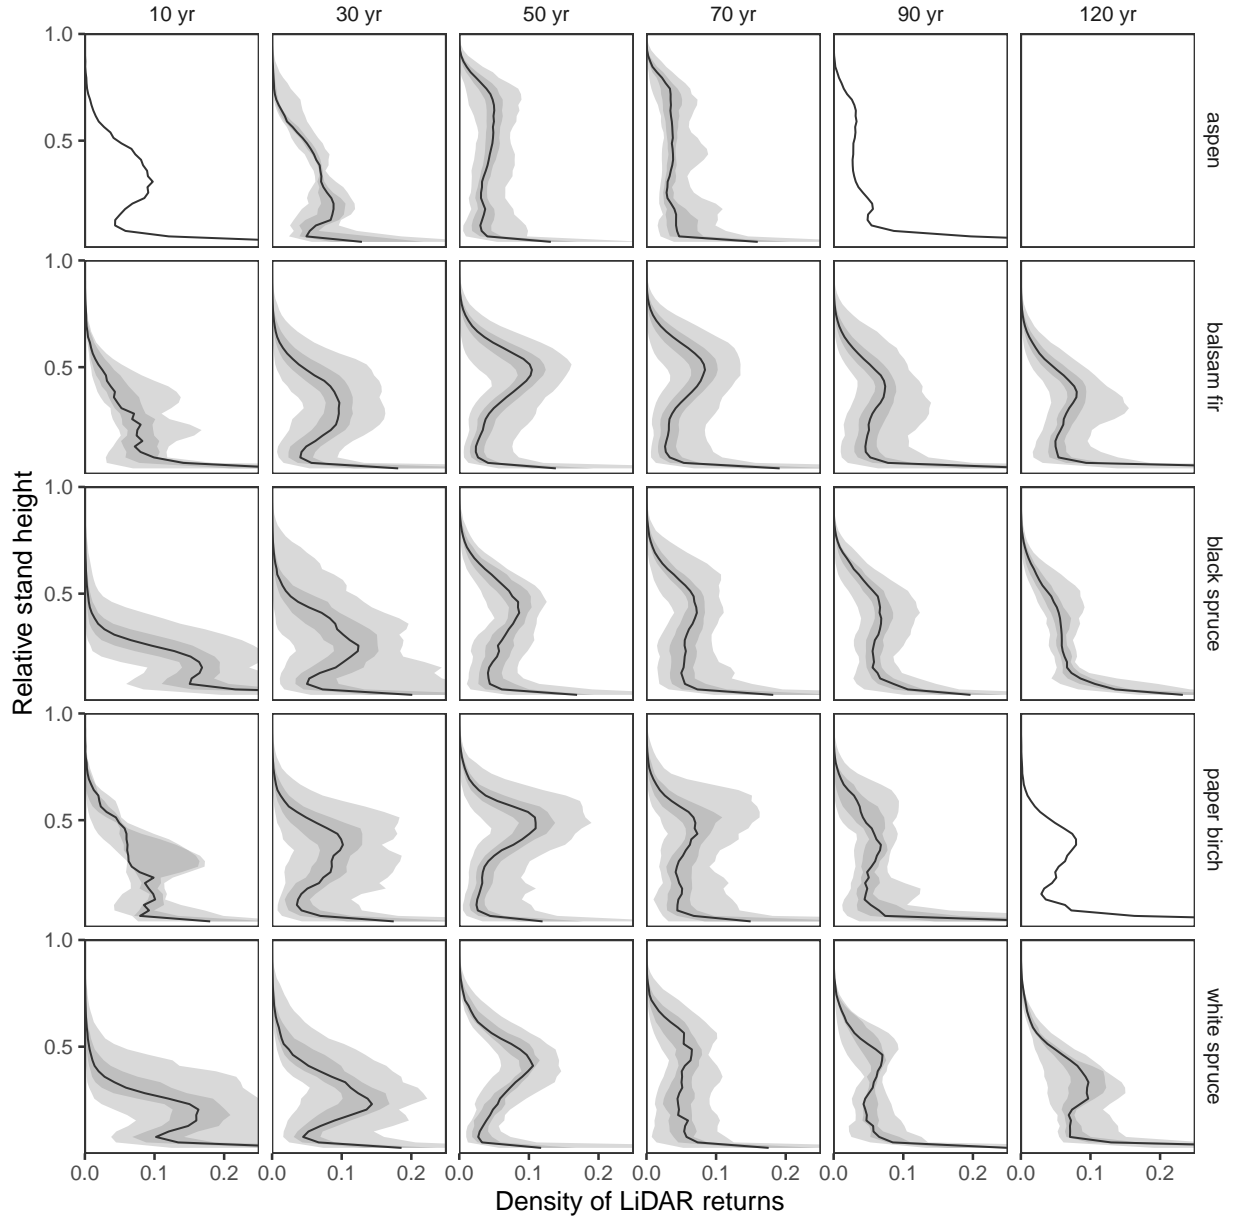 10 yr 30 yr 50 yr 70 yr 90 yr 120 yr
1.0
0.5
aspen
1.0
0.5
balsam fir
1.0
0.5
black spruce
1.0
0.5
paper birch
1.0
0.5
white spruce
0.0 0.1 0.2 0.0 0.1 0.2 0.0 0.1 0.2 0.0 0.1 0.2 0.0 0.1 0.2 0.0 0.1 0.2
Relative stand height
Density of LiDAR returns